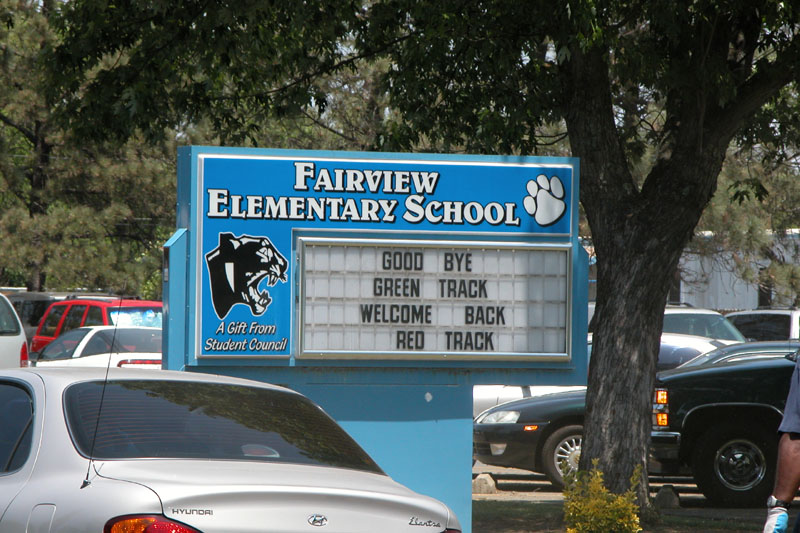 FAIRVIEW
ELEMENTARY SCHOOL
GOOD BYE
GREEN TRACK
WELCOME BACK
RED TRACK
A Gift From
Student Council
HYUNDAI
Elantra